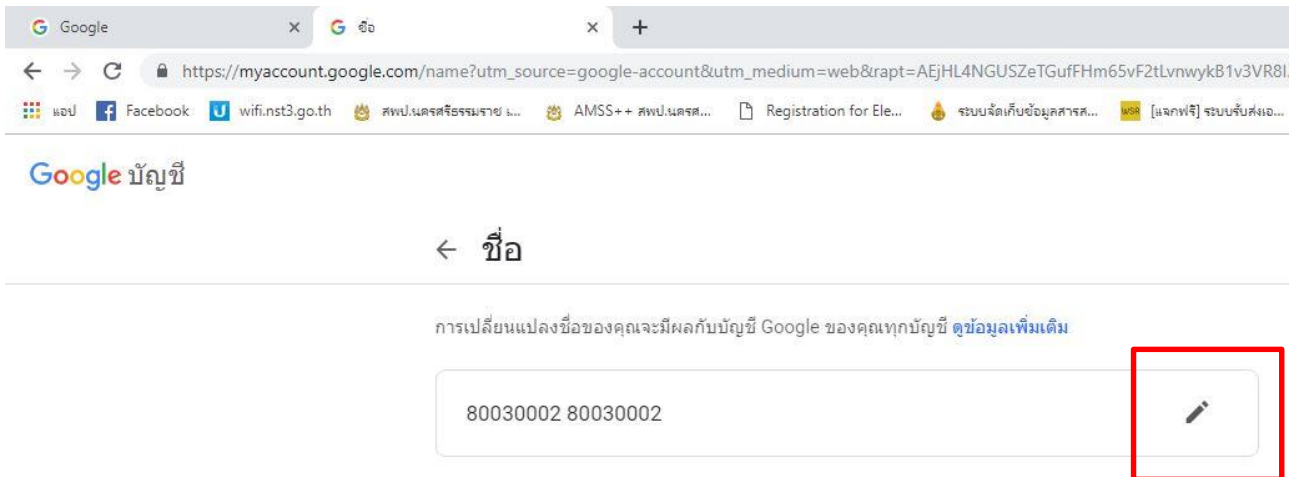 Google
ชื่อ
https://myaccount.google.com/name?utm_source=google-account&utm_medium=web&rapt=AEjHL4NGUSZeTGufFHm65vF2tLvnwykB1v3VR8I
แอป Facebook wifi.nst3.go.th สพป.นครศรีธรรมราช เ... AMSS++ สพป.นครศ... Registration for Ele... ระบบจัดเก็บข้อมูลสารส... [แจกฟรี] ระบบรับส่งเอ...
Google บัญชี
ชื่อ
การเปลี่ยนแปลงชื่อของคุณจะมีผลกับบัญชี Google ของคุณทุกบัญชี ดูข้อมูลเพิ่มเติม
80030002 80030002